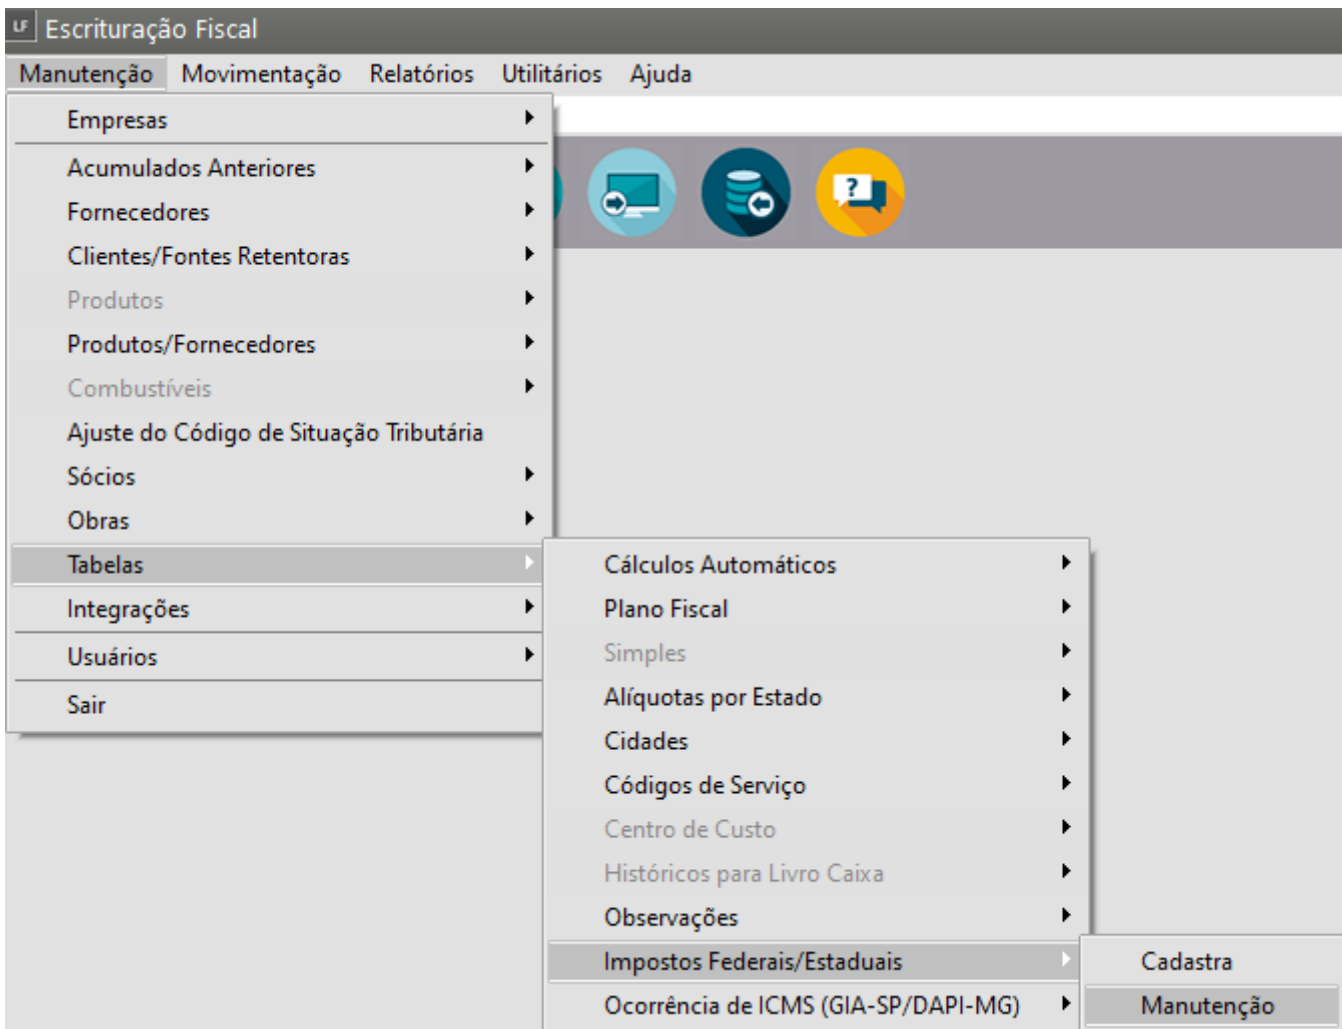 LF Escrituração Fiscal
Manutenção Movimentação Relatórios Utilitários Ajuda
Empresas
Acumulados Anteriores
Fornecedores
Clientes/Fontes Retentoras
Produtos
Produtos/Fornecedores
Combustíveis
Ajuste do Código de Situação Tributária
Sócios
Obras
Tabelas
Integrações
Usuários
Sair
Cálculos Automáticos
Plano Fiscal
Simples
Alíquotas por Estado
Cidades
Códigos de Serviço
Centro de Custo
Históricos para Livro Caixa
Observações
Impostos Federais/Estaduais
Ocorrência de ICMS (GIA-SP/DAPI-MG)
Cadastra
Manutenção
?